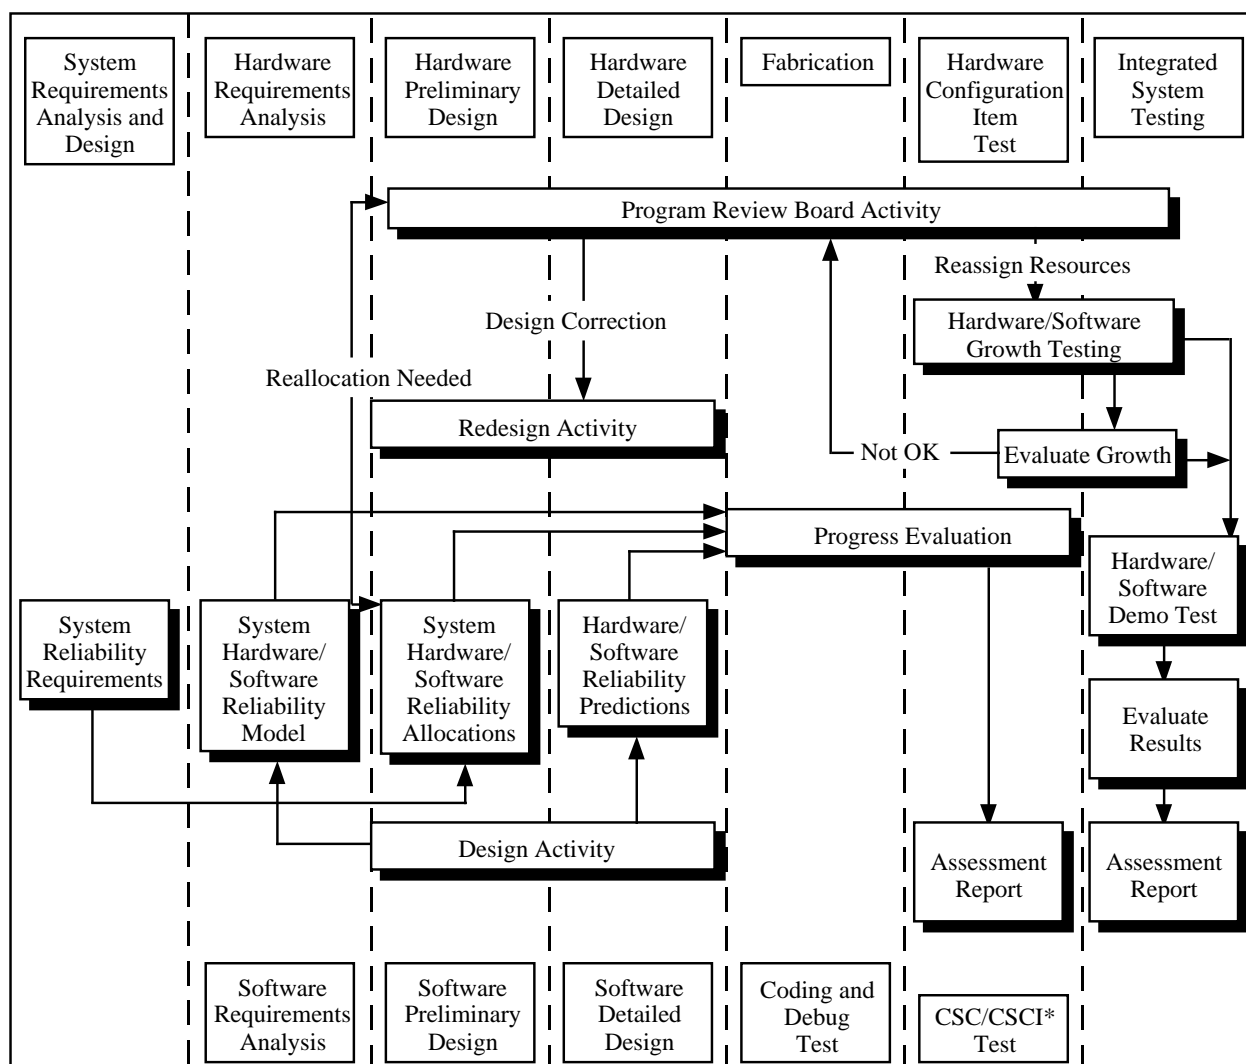 System
Requirements
Analysis and
Design
Hardware
Requirements
Analysis
Hardware
Preliminary
Design
Hardware
Detailed
Design
Fabrication
Hardware
Configuration
Item
Test
Integrated
System
Testing
Program Review Board Activity
Reassign Resources
Design Correction
Hardware/Software
Growth Testing
Reallocation Needed
Redesign Activity
Not OK
Evaluate Growth
Progress Evaluation
Hardware/
Software
Demo Test
System
Reliability
Requirements
System
Hardware/
Software
Reliability
Model
System
Hardware/
Software
Reliability
Allocations
Hardware/
Software
Reliability
Predictions
Evaluate
Results
Design Activity
Assessment
Report
Assessment
Report
Software
Requirements
Analysis
Software
Preliminary
Design
Software
Detailed
Design
Coding and
Debug
Test
CSC/CSCI*
Test